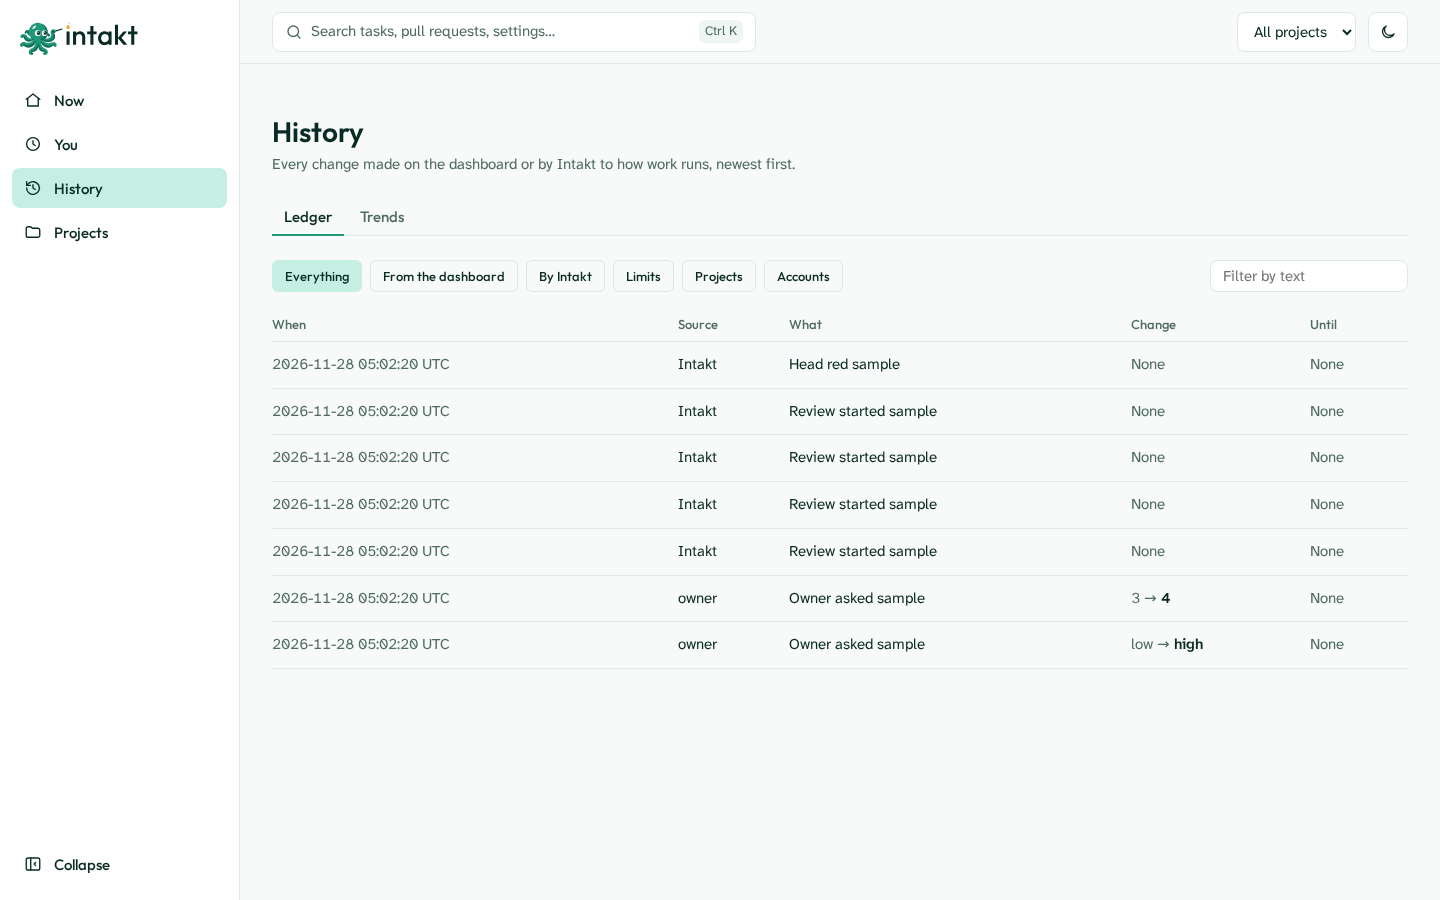 intakt
Search tasks, pull requests, settings...
Ctrl K
All projects
Now
You
History
Projects
Collapse
History
Every change made on the dashboard or by Intakt to how work runs, newest first.
Ledger Trends
Everything From the dashboard By Intakt Limits Projects Accounts Filter by text
When Source What Change Until
2026-11-28 05:02:20 UTC Intakt Head red sample None None
2026-11-28 05:02:20 UTC Intakt Review started sample None None
2026-11-28 05:02:20 UTC Intakt Review started sample None None
2026-11-28 05:02:20 UTC Intakt Review started sample None None
2026-11-28 05:02:20 UTC Intakt Review started sample None None
2026-11-28 05:02:20 UTC owner Owner asked sample 3 → 4 None
2026-11-28 05:02:20 UTC owner Owner asked sample low → high None